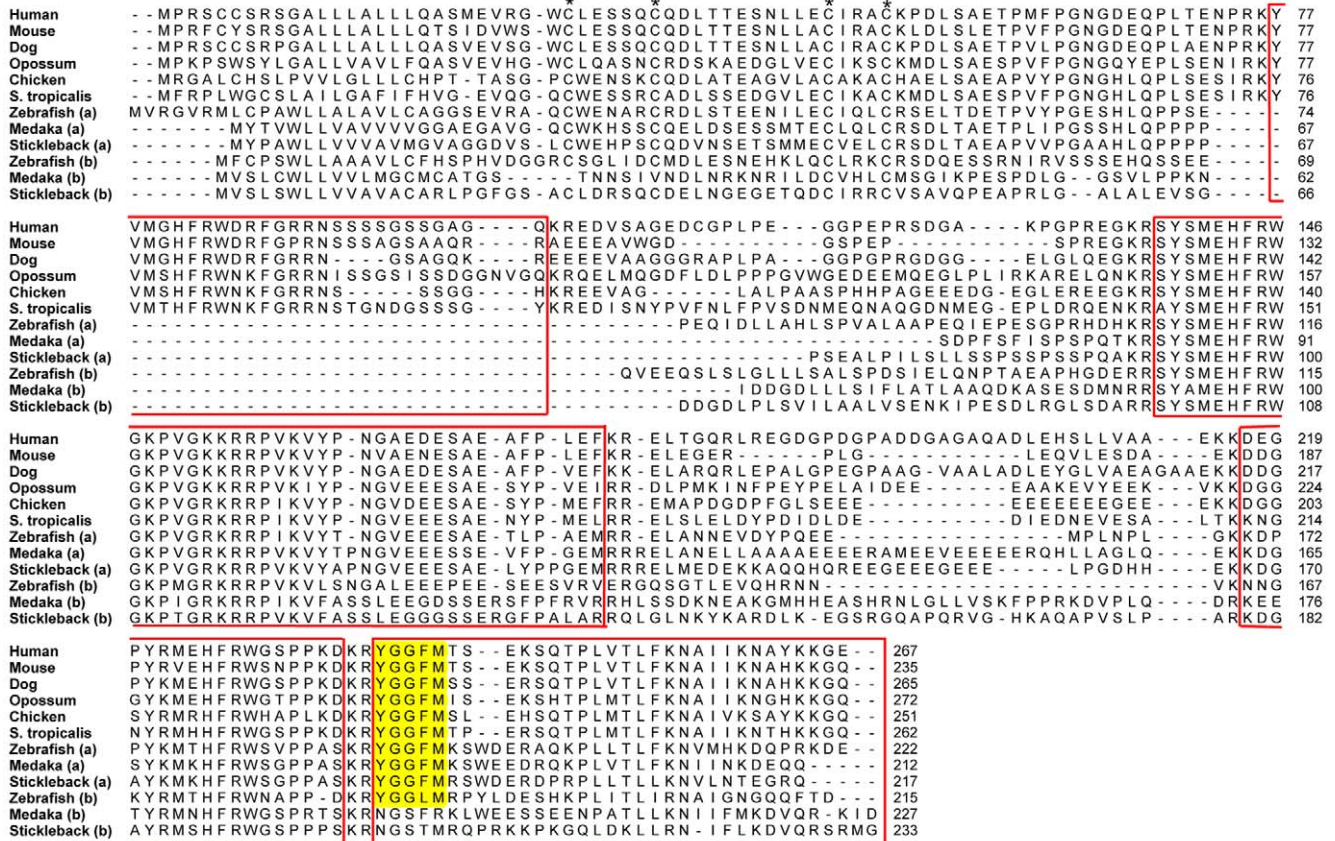 * * * *
Human - - M P R S C C S R S G A L L L A L L L Q A S M E V R G - W C L E S S Q C Q D L T T E S N L L E C I R A C K P D L S A E T P M F P G N G D E Q P L T E N P R K Y 77
Mouse - - M P R F C Y S R S G A L L L A L L L Q T S I D V W S - W C L E S S Q C Q D L T T E S N L L A C I R A C K L D L S L E T P V F P G N G D E Q P L T E N P R K Y 77
Dog - - M P R S C C S R P G A L L L A L L L Q A S V E V R G - W C L E S S Q C Q D L T T E S N L L A C I R A C K P D L S A E T P V L P G N G D E Q P L A E N P R K Y 77
Opossum - - M P K P S W S Y L G A L L V A V L F Q A S V E V H G - W C L Q A S N C R D S K A E D G L V E C I K S C K M D L S A E S P V F P G N G Q Y E P L S E N I R K Y 77
Chicken - - M R G A L C H S L P V V L G L L L C H P T - T A S G - P C W E N S K C Q D L A T E A G V L A C A K A C H A E L S A E A P V Y P G N G H L Q P L S E S I R K Y 76
S. tropicalis - - M F R P L W G C S L A I L G A F I F H V G - E V Q G - Q C W E S S R C A D L S S E D G V L E C I K A C K M D L S A E S P V F P G N G H L Q P L S E S I R K Y 76
Zebrafish (a) M V R G V R M L C P A W L L A L A V L C A G G S E V R A - Q C W E N A R C R D L S T E E N I L E C I Q L C R S E L T D E T P V Y P G E S H L Q P P S E - - - - - 74
Medaka (a) - - - - - - - M Y T V W L L V A V V V V G G A E G A V G - Q C W K H S S C Q E L D S E S S M T E C L Q L C R S D L T A E T P L I P G S S H L Q P P P P - - - - - 67
Stickleback (a) - - - - - - - M Y P A W L L V A V M G V A G G D V S - L C W E H P S C Q D V N S E T S M M E C V E L C R S D L T A E A P V V P G A A H L Q P P P P - - - - - 67
Zebrafish (b) - - - - - - - M F C P S W L L A A A V L C F H S P H V D G G R C S G L I D C M D L E S N E H K L Q C L R K C R S D Q E S S R N I R V S S S E H Q S S E E - - - - - 69
Medaka (b) - - - - - - - M V S L C W L L V V L M G C M C A T G S - - - - T N N S I V N D L N R K N R I L D C V H L C M S G I K P E S P D L G - - G S V L P P K N - - - - - 61
Stickleback (b) - - - - - - - M V S L S W L L V V A V A C A R L P G F G S - A C L D R S Q C D E L N G E G E T Q D C I R R C V S A V Q P E A P R L G - - A L A L E V S G - - - - - 66
Human V M G H F R W D R F G R R N S S S S G S S G A G - - - - Q K R E D V S A G E D C G P L P E - - - G G P E P R S D G A - - - K P G P R E G K R S Y S M E H F R W 146
Mouse V M G H F R W D R F G P R N S S S A G S A A Q R - - - - R A E E E A V W G D - - - - - - - - - G S P E P - - - - - - - - - S P R E G K R S Y S M E H F R W 132
Dog V M G H F R W D R F G R R N - - - - G S A G Q K - - - - R E E E E V A A G G G R A P L P A - - - G G P G P R G D G G - - - E L G L Q E G K R S Y S M E H F R W 142
Opossum V M S H F R W N K F G R R N I S S G S I S S D G G N V G Q K R Q E L M Q G D F L D L P P P G V W G E D E E M Q E G L P L I R K A R E L Q N K R S Y S M E H F R W 157
Chicken V M S H F R W N K F G R R N S - - - - S S G G - - - - H K R E E V A G - - - - L A L P A A S P H H P A G E E E D G - E G L E R E E G K R S Y S M E H F R W 140
S. tropicalis V M T H F R W N K F G R R N S T G N D G S S S G - - - - Y K R E D I S N Y P V F N L F P V S D N M E Q N A Q G D N M E G - E P L D R Q E N K R A Y S M E H F R W 151
Zebrafish (a) - - - - - - - - - - - - - - - - - - - - - - - - - - - - - - - - - - - P E Q I D L L A H L S P V A L A A P E Q I E P E S G P R H D H K R S Y S M E H F R W 116
Medaka (a) - - - - - - - - - - - - - - - - - - - - - - - - - - - - - - - - - - - - - - - - - - - - - - - - - S D P F S F I S P S P Q T K R S Y S M E H F R W 91
Stickleback (a) - - - - - - - - - - - - - - - - - - - - - - - - - - - - - - - - - - - - - - - - - - - P S E A L P I L S L L S S P S S P S P Q A K R S Y S M E H F R W 100
Zebrafish (b) - - - - - - - - - - - - - - - - - - - - - - - - - - - - - - - Q V E E Q S L S L G L L L S A L S P D S I E L Q N P T A E A P H G D E R R S Y S M E H F R W 115
Medaka (b) - - - - - - - - - - - - - - - - - - - - - - - - - - - - - - - - - - - - - - - I D D G D L L L S I F L A T L A A Q D K A S E S D M N R R S Y A M E H F R W 100
Stickleback (b) - - - - - - - - - - - - - - - - - - - - - - - - - - - - - - - - - - - D D G D L P L S V I L A A L V S E N K I P E S D L R G L S D A R R S Y S M E H F R W 108
Human G K P V G K K R R P V K V Y P - N G A E D E S A E - A F P - L E F K R - E L T G Q R L R E G D G P D G P A D D G A G A Q A D L E H S L L V A A - - - E K K D E G 219
Mouse G K P V G K K R R P V K V Y P - N V A E N E S A E - A F P - L E F K R - E L E G E R - - - - - - P L G - - - - - - - - - L E Q V L E S D A - - - E K D D G 187
Dog G K P V G K K R R P V K V Y P - N G A E D E S A E - A F P - V E F K K - E L A R Q R L E P A L G P E G P A A G - V A A L A D L E Y G L V A E A G A A E K K D D G 217
Opossum G K P V G K K R R P V K I Y P - N G V E E E S A E - S Y P - V E I R R - D L P M K I N F P E Y P E L A I D E E - - - - - - E A A K E V Y E E K - - - V K K D G G 224
Chicken G K P V G R K R R P I K V Y P - N G V D E E S A E - S Y P - M E F R R - E M A P D G D P F G L S E E E - - - - - - - E E E E E E G E E - - - E K K D G G 203
S. tropicalis G K P V G R K R R P I K V Y P - N G V E E E S A E - N Y P - M E L R R - E L S L E L D Y P D I D L D E - - - - - - - D I E D N E V E S A - - - L T K K N G 214
Zebrafish (a) G K P V G R K R R P I K V Y T - N G V E E E S A E - T L P - A E M R R - E L A N N E V D Y P Q E E - - - - - - - - - - M P L N P L - - - - G K K D P 172
Medaka (a) G K P V G R K R R P V K V Y T P N G V E E E S S E - V F P - G E M R R R E L A N E L L A A A A E E E E R A M E E V E E E E E R Q H L L A G L Q - - - E K K D G 165
Stickleback (a) G K P V G R K R R P V K V Y A P N G V E E E S A E - L Y P P G E M R R R E L M E D E K K A Q Q H R E E G E E E G E E E - - - - L P G D H H - - - E K K D G 170
Zebrafish (b) G K P M G R K R R P V K V L S N G A L E E E P E E - S E E S V R V E R G Q S G T L E V Q H R N N - - - - - - - - - - - - - - - - - - - V K N N G 167
Medaka (b) G K P I G R K R R P I K V F A S S L E E G D S S E R S F P F R V R R H L S S D K N E A K G M H H E A S H R N L G L L V S K F P P R K D V P L Q - - - - D R K E E 176
Stickleback (b) G K P T G R K R R P V K V F A S S L E G G G S S E R G F P A L A R R Q L G L N K Y K A R D L K - E G S R G Q A P Q R V G - H K A Q A P V S L P - - - - A R K D G 182
Human P Y R M E H F R W G S P P K D K R Y G G F M T S - - E K S Q T P L V T L F K N A I I K N A Y K K G E - - 267
Mouse P Y R V E H F R W S N P P K D K R Y G G F M T S - - E K S Q T P L V T L F K N A I I K N A H K K G Q - - 235
Dog P Y K M E H F R W G S P P K D K R Y G G F M S S - - E R S Q T P L V T L F K N A I I K N A H K K G Q - - 265
Opossum G Y K M E H F R W G T P P K D K R Y G G F M I S - - E K S H T P L M T L F K N A I I K N G H K K G Q - - 272
Chicken S Y R M R H F R W H A P L K D K R Y G G F M S L - - E H S Q T P L M T L F K N A I V K S A Y K K G Q - - 251
S. tropicalis N Y R M H H F R W G S P P K D K R Y G G F M T P - - E R S Q T P L M T L F K N A I I K N T H K K G Q - - 262
Zebrafish (a) P Y K M T H F R W S V P P A S K R Y G G F M K S W D E R A Q K P L L T L F K N V M H K D Q P R K D E - - 222
Medaka (a) S Y K M K H F R W S G P P A S K R Y G G F M K S W E E D R Q K P L V T L F K N I I N K D E Q Q - - - - - 212
Stickleback (a) A Y K M K H F R W S G P P A S K R Y G G F M R S W D E R D P R P L L T L L K N V L N T E G R Q - - - - - 217
Zebrafish (b) K Y R M T H F R W N A P P - D K R Y G G L M R P Y L D E S H K P L I T L I R N A I G N G Q Q F T D - - - 215
Medaka (b) T Y R M N H F R W G S P R T S K R N G S F R K L W E E S S E E N P A T L L K N I I F M K D V Q R - K I D 227
Stickleback (b) A Y R M S H F R W G S P P P S K R N G S T M R Q P R K K P K G Q L D K L L R N - I F L K D V Q R S R M G 233